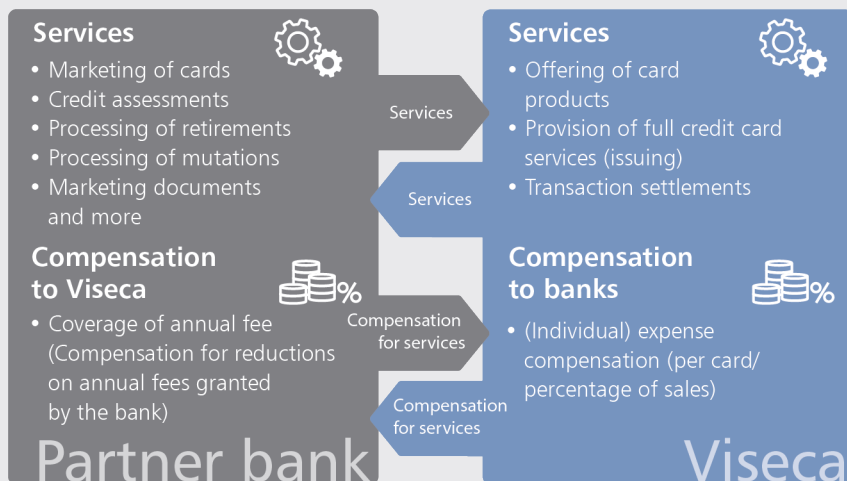 Services
• Marketing of cards
• Credit assessments
• Processing of retirements
• Processing of mutations
• Marketing documents
and more
Compensation
to Viseca
%
• Coverage of annual fee
(Compensation for reductions
on annual fees granted
by the bank)
Partner bank
Services
Services
Compensation
for services
Compensation
for services
Services
• Offering of card
products
• Provision of full credit card
services (issuing)
• Transaction settlements
Compensation
to banks
%
• (Individual) expense
compensation (per card/
percentage of sales)
Viseca